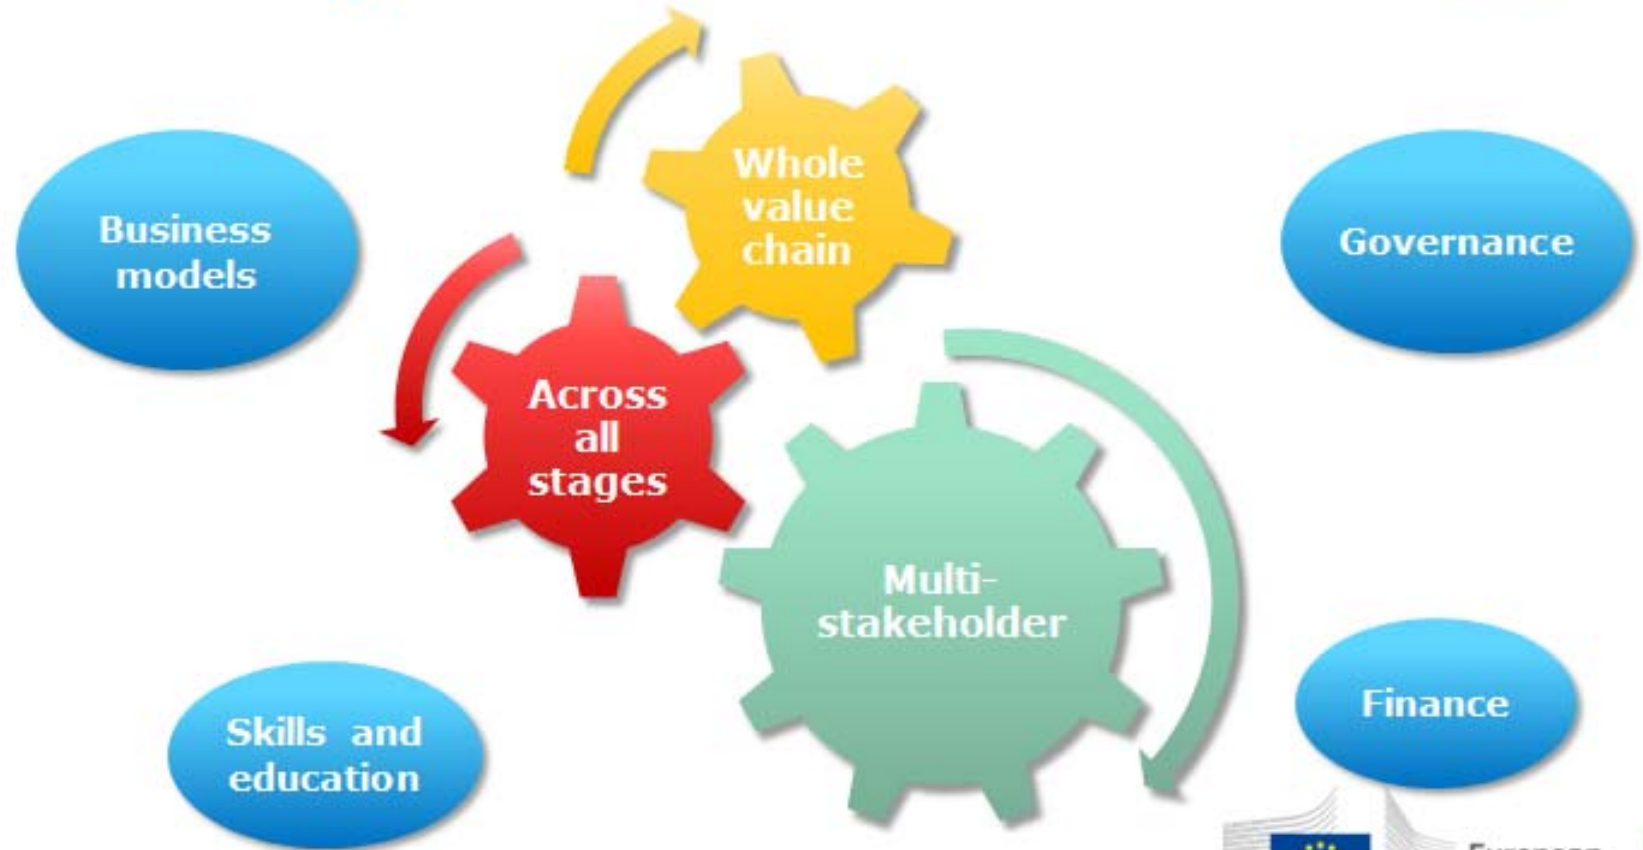 Whole
value
chain
Business
models
Governance
Across
all
stages
Multi-
stakeholder
Skills and
education
Finance